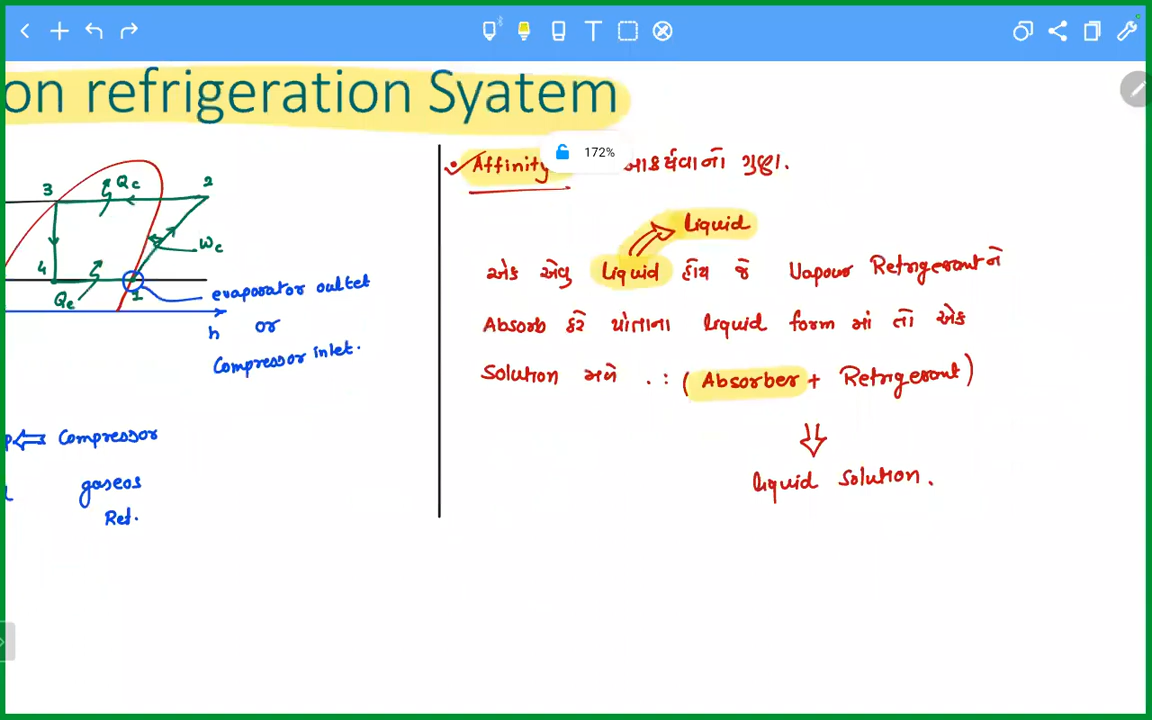 on refrigeration Syatem
172%
Affinity આકર્ષવાનો ગુણ.
Liquid
એક એવુ Liquid હોય જે Vapour Refrigerant ને
Absorb કરે પોતાના liquid form માં તો એક
Solution બને .: (Absorber + Refrigerant)
liquid Solution.
3
Qc
2
Wc
4
Qe
1
evaporator oultet
h
or
Compressor inlet.
Compressor
gaseos
Ref.